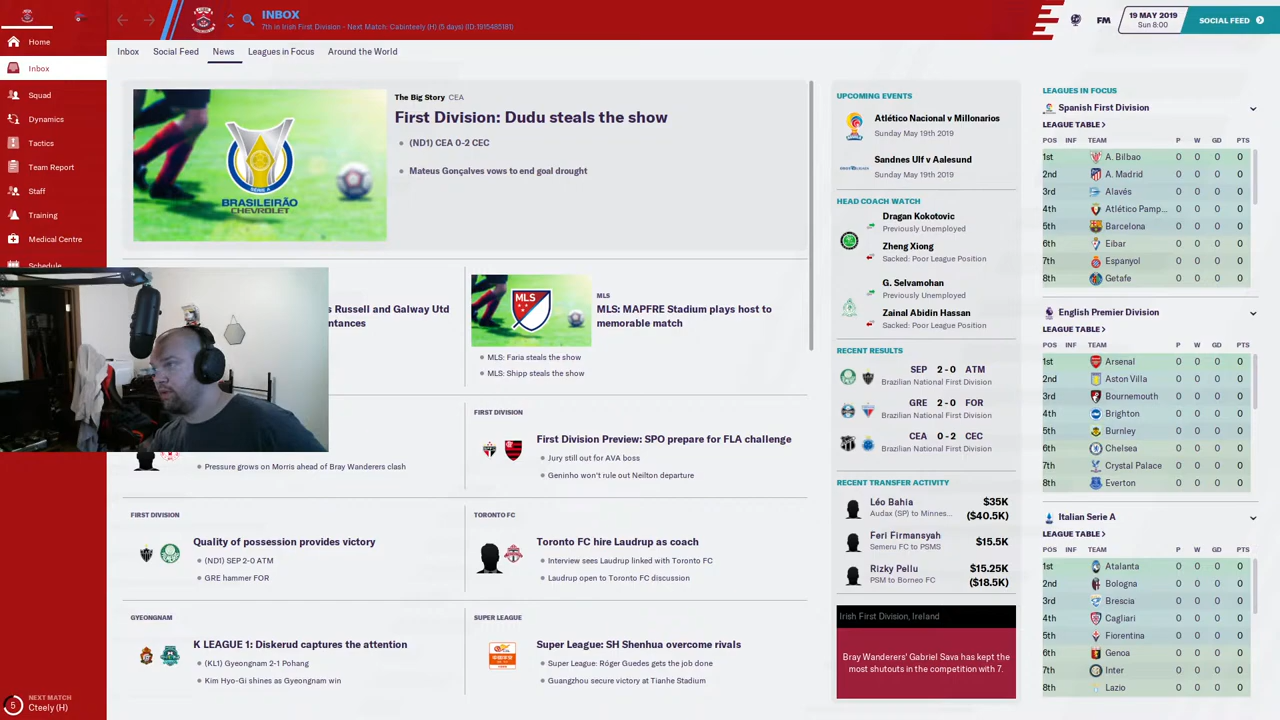 INBOX
7th in Irish First Division - Next Match: Cabinteely (H) (5 days) (ID:1915485181)
FM
19 MAY 2019
Sun 8:00
SOCIAL FEED
Home
Inbox
Squad
Dynamics
Tactics
Team Report
Staff
Training
Medical Centre
Schedule
Inbox
Social Feed
News
Leagues in Focus
Around the World
SERIE A
BRASILEIRÃO
CHEVROLET
The Big Story CEA
First Division: Dudu steals the show
(ND1) CEA 0-2 CEC
Mateus Gonçalves vows to end goal drought
s Russell and Galway Utd
ntances
MLS
MLS
MLS: MAPFRE Stadium plays host to
memorable match
MLS: Faria steals the show
MLS: Shipp steals the show
Pressure grows on Morris ahead of Bray Wanderers clash
FIRST DIVISION
First Division Preview: SPO prepare for FLA challenge
Jury still out for AVA boss
Geninho won't rule out Neilton departure
FIRST DIVISION
Quality of possession provides victory
(ND1) SEP 2-0 ATM
GRE hammer FOR
TORONTO FC
Toronto FC hire Laudrup as coach
Interview sees Laudrup linked with Toronto FC
Laudrup open to Toronto FC discussion
GYEONGNAM
K LEAGUE 1: Diskerud captures the attention
(KL1) Gyeongnam 2-1 Pohang
Kim Hyo-Gi shines as Gyeongnam win
SUPER LEAGUE
Super League: SH Shenhua overcome rivals
Super League: Róger Guedes gets the job done
Guangzhou secure victory at Tianhe Stadium
5
NEXT MATCH
Cteely (H)
UPCOMING EVENTS
Atlético Nacional v Millonarios
Sunday May 19th 2019
Sandnes Ulf v Aalesund
Sunday May 19th 2019
HEAD COACH WATCH
Dragan Kokotovic
Previously Unemployed
Zheng Xiong
Sacked: Poor League Position
G. Selvamohan
Previously Unemployed
Zainal Abidin Hassan
Sacked: Poor League Position
RECENT RESULTS
SEP 2 - 0 ATM
Brazilian National First Division
GRE 2 - 0 FOR
Brazilian National First Division
CEA 0 - 2 CEC
Brazilian National First Division
RECENT TRANSFER ACTIVITY
Léo Bahia $35K
Audax (SP) to Minnes... ($40.5K)
Feri Firmansyah $15.5K
Semeru FC to PSMS
Rizky Pellu $15.25K
PSM to Borneo FC ($18.5K)
Irish First Division, Ireland
Bray Wanderers' Gabriel Sava has kept the
most shutouts in the competition with 7.
LEAGUES IN FOCUS
Spanish First Division
LEAGUE TABLE
POS INF TEAM P W GD PTS
1st A. Bilbao 0 0 0 0
2nd A. Madrid 0 0 0 0
3rd Alavés 0 0 0 0
4th Atlético Pamp... 0 0 0 0
5th Barcelona 0 0 0 0
6th Eibar 0 0 0 0
7th Espanyol 0 0 0 0
8th Getafe 0 0 0 0
English Premier Division
LEAGUE TABLE
POS INF TEAM P W GD PTS
1st Arsenal 0 0 0 0
2nd Aston Villa 0 0 0 0
3rd Bournemouth 0 0 0 0
4th Brighton 0 0 0 0
5th Burnley 0 0 0 0
6th Chelsea 0 0 0 0
7th Crystal Palace 0 0 0 0
8th Everton 0 0 0 0
Italian Serie A
LEAGUE TABLE
POS INF TEAM P W GD PTS
1st Atalanta 0 0 0 0
2nd Bologna 0 0 0 0
3rd Brescia 0 0 0 0
4th Cagliari 0 0 0 0
5th Fiorentina 0 0 0 0
6th Genoa 0 0 0 0
7th Inter 0 0 0 0
8th Lazio 0 0 0 0